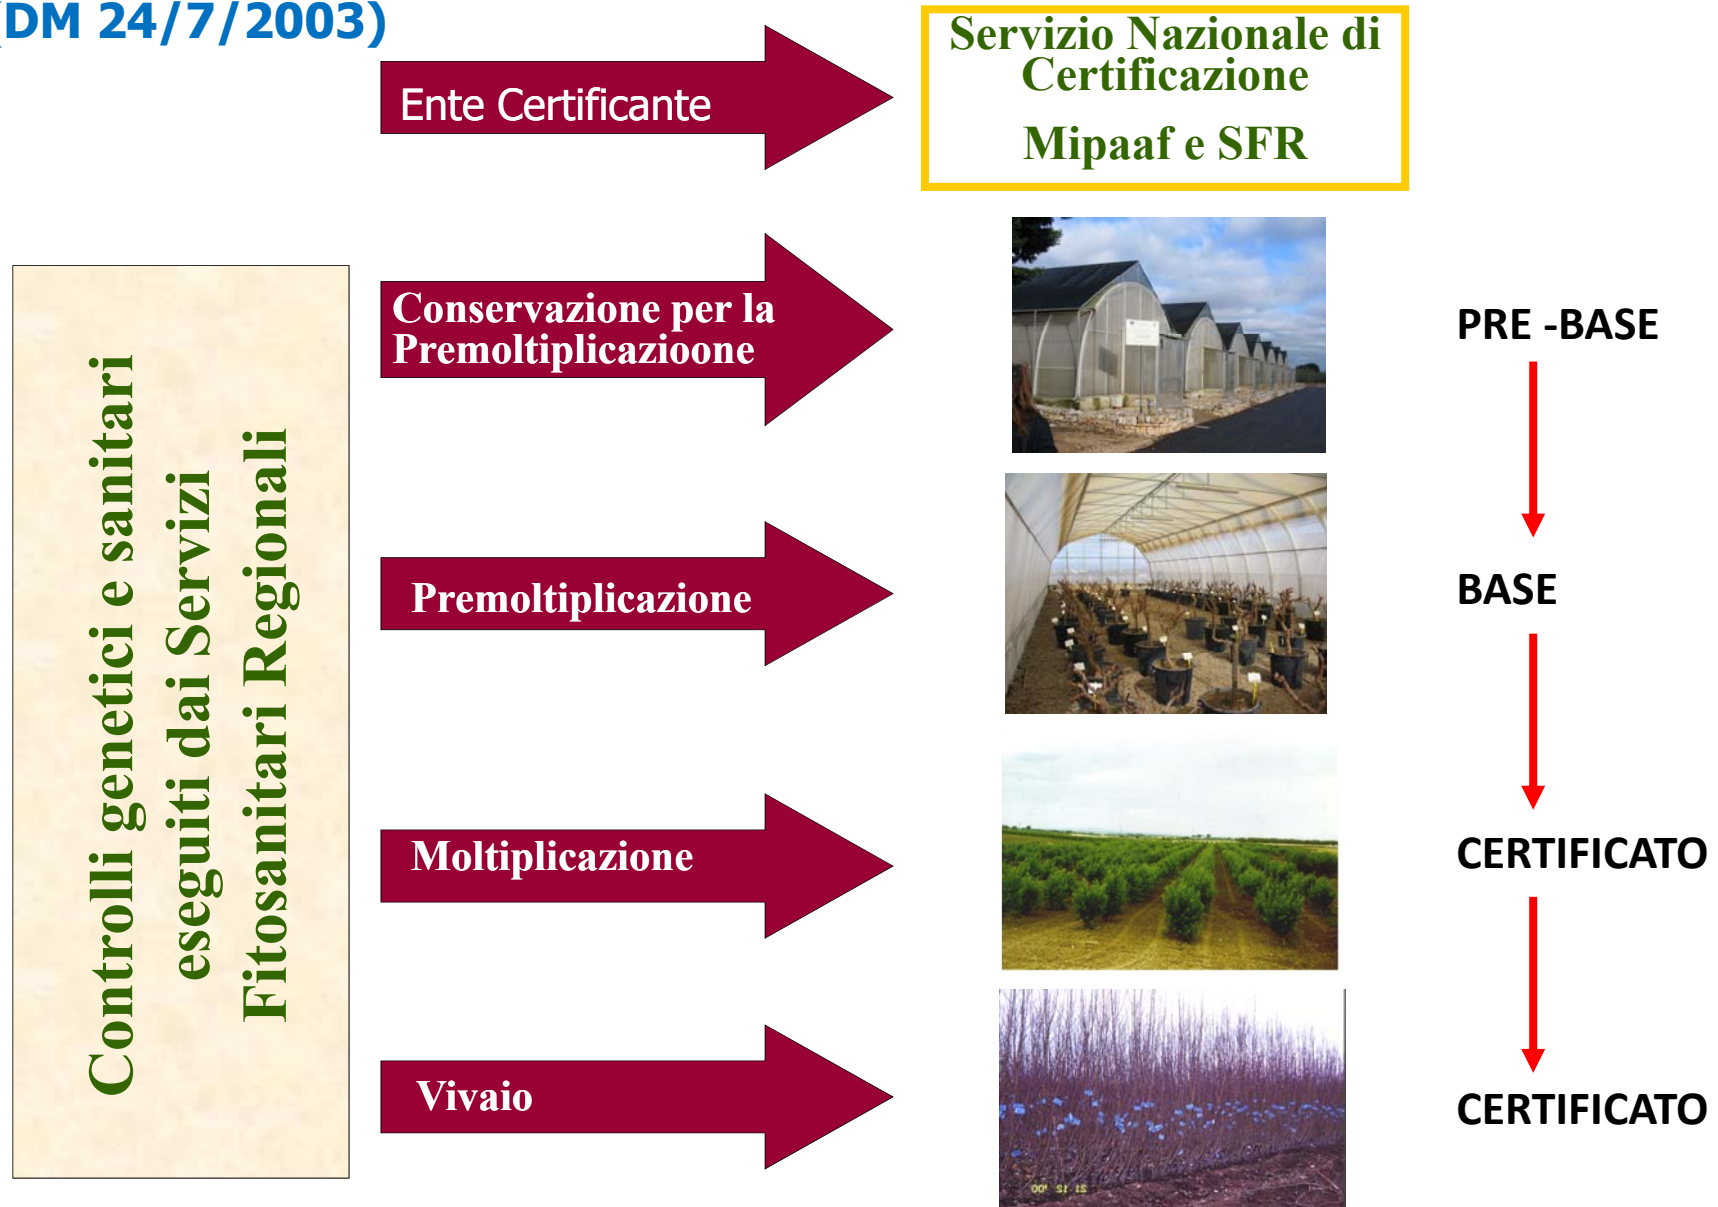 (DM 24/7/2003)
Ente Certificante
Servizio Nazionale di
Certificazione
Mipaaf e SFR
Controlli genetici e sanitari
eseguiti dai Servizi
Fitosanitari Regionali
Conservazione per la
Premoltiplicazioone
PRE -BASE
Premoltiplicazione
BASE
Moltiplicazione
CERTIFICATO
Vivaio
CERTIFICATO